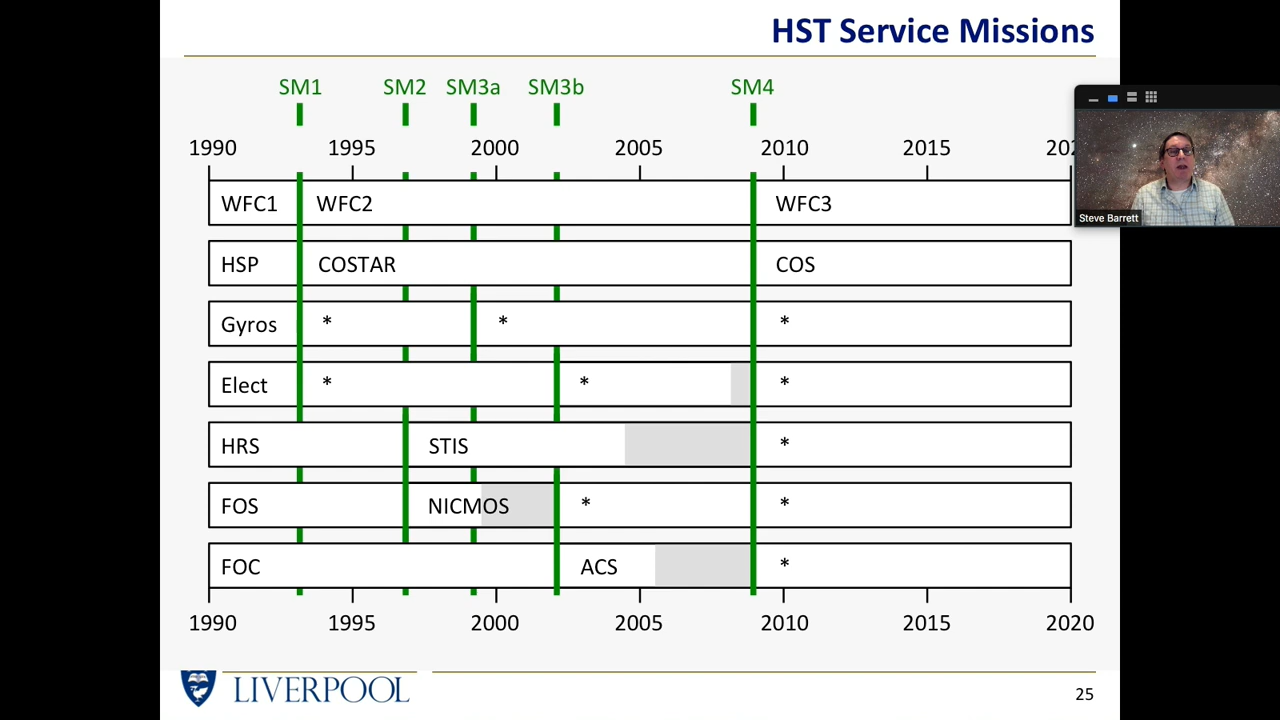 HST Service Missions
SM1 SM2 SM3a SM3b SM4
1990 1995 2000 2005 2010 2015
WFC1 WFC2 WFC3
Steve Barrett
HSP COSTAR COS
Gyros * * *
Elect * * *
HRS STIS *
FOS NICMOS * *
FOC ACS *
1990 1995 2000 2005 2010 2015 2020
LIVERPOOL
25